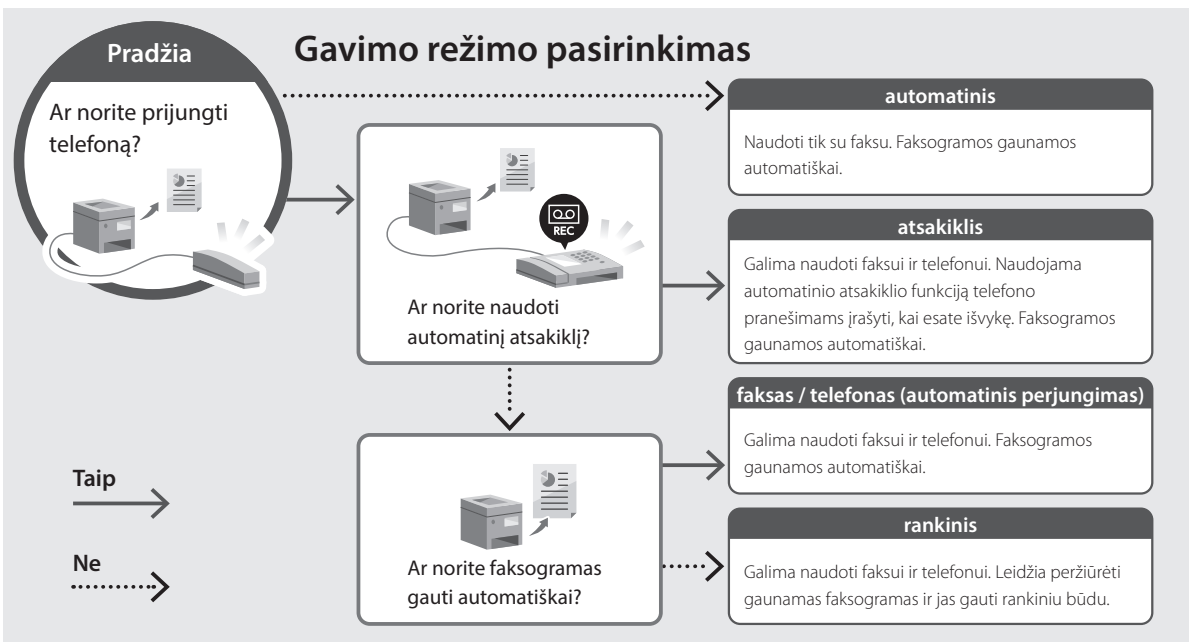 Gavimo režimo pasirinkimas
Pradžia
Ar norite prijungti
telefoną?
automatinis
Naudoti tik su faksu. Faksogramos gaunamos
automatiškai.
REC
Ar norite naudoti
automatinį atsakiklį?
atsakiklis
Galima naudoti faksui ir telefonui. Naudojama
automatinio atsakiklio funkciją telefono
pranešimams įrašyti, kai esate išvykę. Faksogramos
gaunamos automatiškai.
faksas / telefonas (automatinis perjungimas)
Galima naudoti faksui ir telefonui. Faksogramos
gaunamos automatiškai.
Ar norite faksogramas
gauti automatiškai?
rankinis
Galima naudoti faksui ir telefonui. Leidžia peržiūrėti
gaunamas faksogramas ir jas gauti rankiniu būdu.
Taip
Ne